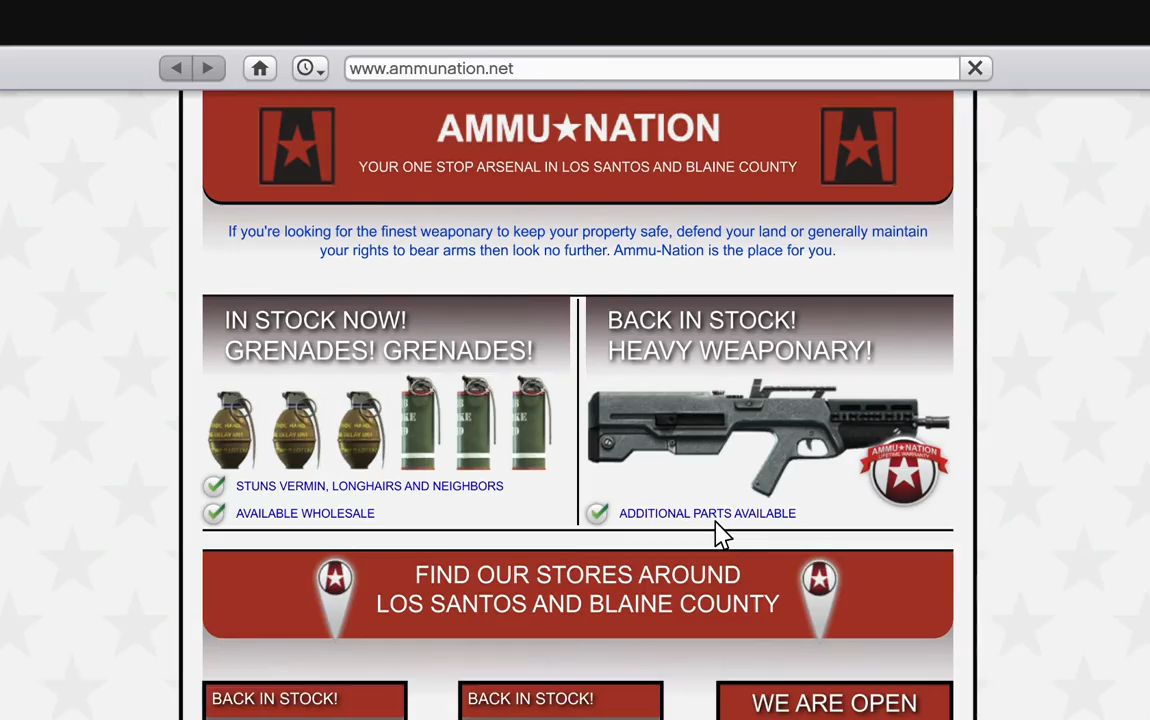 www.ammunation.net
AMMU★NATION
YOUR ONE STOP ARSENAL IN LOS SANTOS AND BLAINE COUNTY
If you're looking for the finest weaponary to keep your property safe, defend your land or generally maintain
your rights to bear arms then look no further. Ammu-Nation is the place for you.
IN STOCK NOW!
GRENADES! GRENADES!
STUNS VERMIN, LONGHAIRS AND NEIGHBORS
AVAILABLE WHOLESALE
BACK IN STOCK!
HEAVY WEAPONARY!
AMMU★NATION
LIFETIME WARRANTY
ADDITIONAL PARTS AVAILABLE
FIND OUR STORES AROUND
LOS SANTOS AND BLAINE COUNTY
BACK IN STOCK!
BACK IN STOCK!
WE ARE OPEN